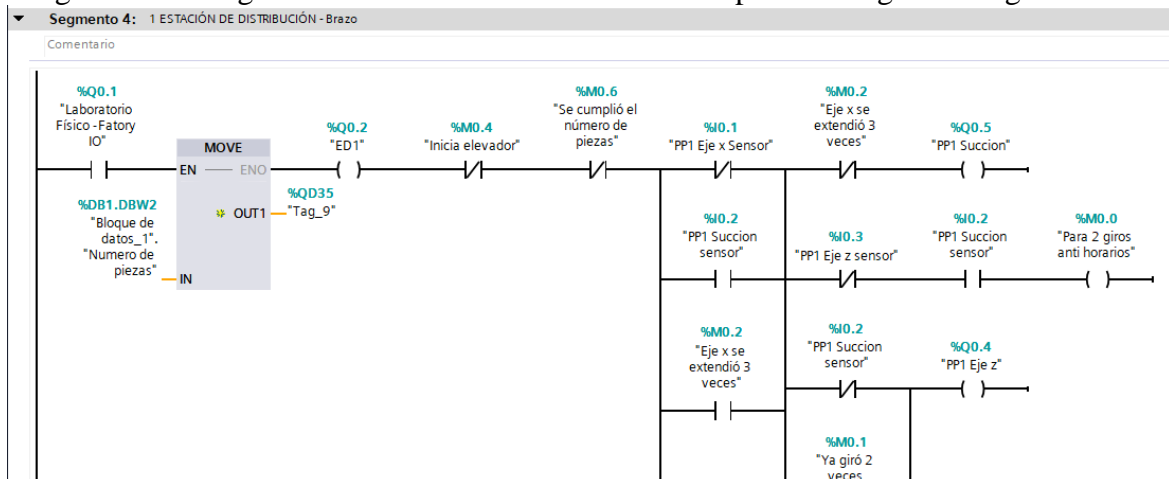 Segmento 4: 1 ESTACIÓN DE DISTRIBUCIÓN - Brazo
Comentario
%Q0.1
"Laboratorio
Físico -Fatory
IO"
MOVE
EN
ENO
%DB1.DBW2
"Bloque de
datos_1".
"Numero de
piezas"
IN
OUT1
%QD35
"Tag_9"
%Q0.2
"ED1"
%M0.4
"Inicia elevador"
%M0.6
"Se cumplió el
número de
piezas"
%I0.1
"PP1 Eje x Sensor"
%M0.2
"Eje x se
extendió 3
veces"
%Q0.5
"PP1 Succion"
%I0.2
"PP1 Succion
sensor"
%I0.3
"PP1 Eje z sensor"
%I0.2
"PP1 Succion
sensor"
%M0.0
"Para 2 giros
anti horarios"
%M0.2
"Eje x se
extendió 3
veces"
%I0.2
"PP1 Succion
sensor"
%Q0.4
"PP1 Eje z"
%M0.1
"Ya giró 2
veces